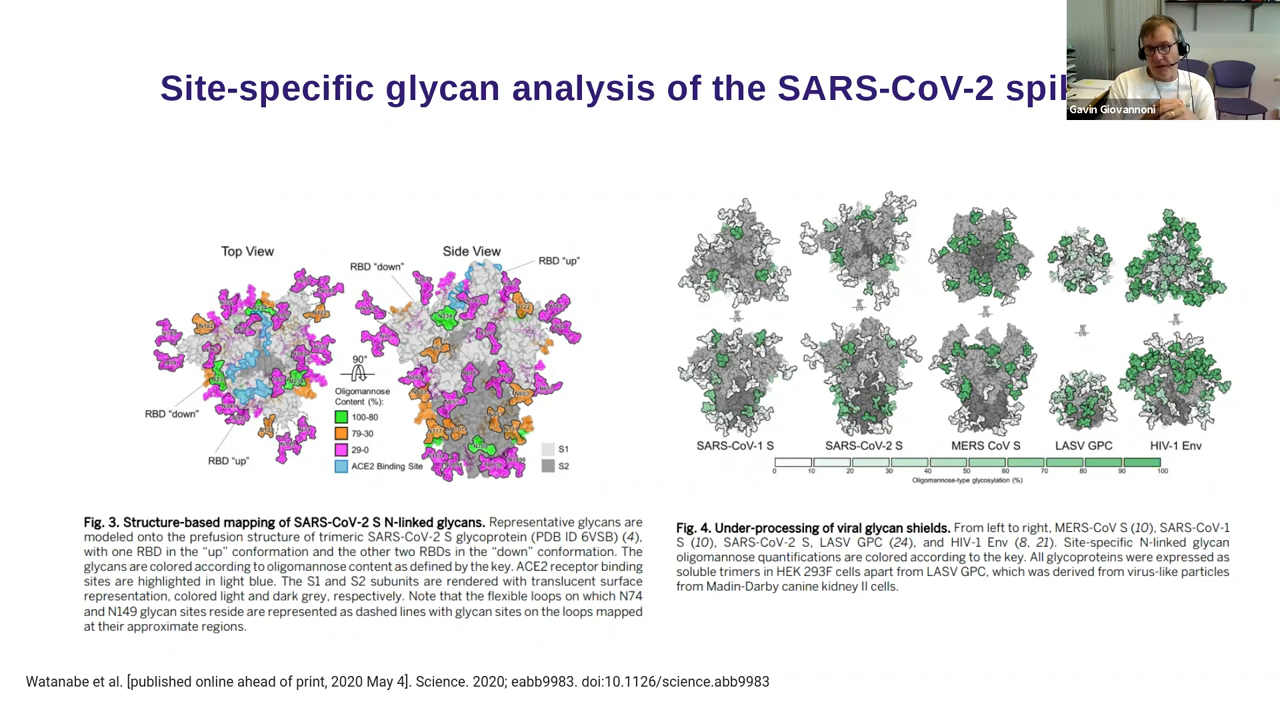 Site-specific glycan analysis of the SARS-CoV-2 spi
Gavin Giovannoni
Top View
Side View
RBD “down”
RBD “up”
90°
Oligomannose
Content (%):
100-80
79-30
29-0
ACE2 Binding Site
RBD “down”
RBD “up”
S1
S2
Fig. 3. Structure-based mapping of SARS-CoV-2 S N-linked glycans. Representative glycans are
modeled onto the prefusion structure of trimeric SARS-CoV-2 S glycoprotein (PDB ID 6VSB) (4),
with one RBD in the “up” conformation and the other two RBDs in the “down” conformation. The
glycans are colored according to oligomannose content as defined by the key. ACE2 receptor binding
sites are highlighted in light blue. The S1 and S2 subunits are rendered with translucent surface
representation, colored light and dark grey, respectively. Note that the flexible loops on which N74
and N149 glycan sites reside are represented as dashed lines with glycan sites on the loops mapped
at their approximate regions.
SARS-CoV-1 S
SARS-CoV-2 S
MERS CoV S
LASV GPC
HIV-1 Env
0 10 20 30 40 50 60 70 80 90 100
Oligomannose-type glycosylation (%)
Fig. 4. Under-processing of viral glycan shields. From left to right, MERS-CoV S (10), SARS-CoV-1
S (10), SARS-CoV-2 S, LASV GPC (24), and HIV-1 Env (8, 21). Site-specific N-linked glycan
oligomannose quantifications are colored according to the key. All glycoproteins were expressed as
soluble trimers in HEK 293F cells apart from LASV GPC, which was derived from virus-like particles
from Madin-Darby canine kidney II cells.
Watanabe et al. [published online ahead of print, 2020 May 4]. Science. 2020; eabb9983. doi:10.1126/science.abb9983